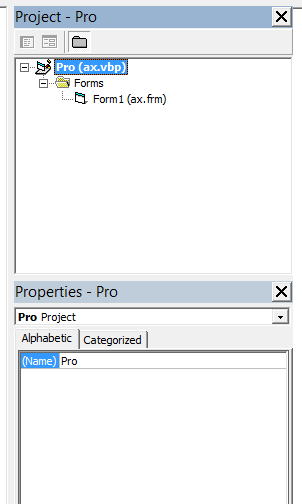 Project - Pro
Pro (ax.vbp)
Forms
Form1 (ax.frm)
Properties - Pro
Pro Project
Alphabetic Categorized
(Name) Pro